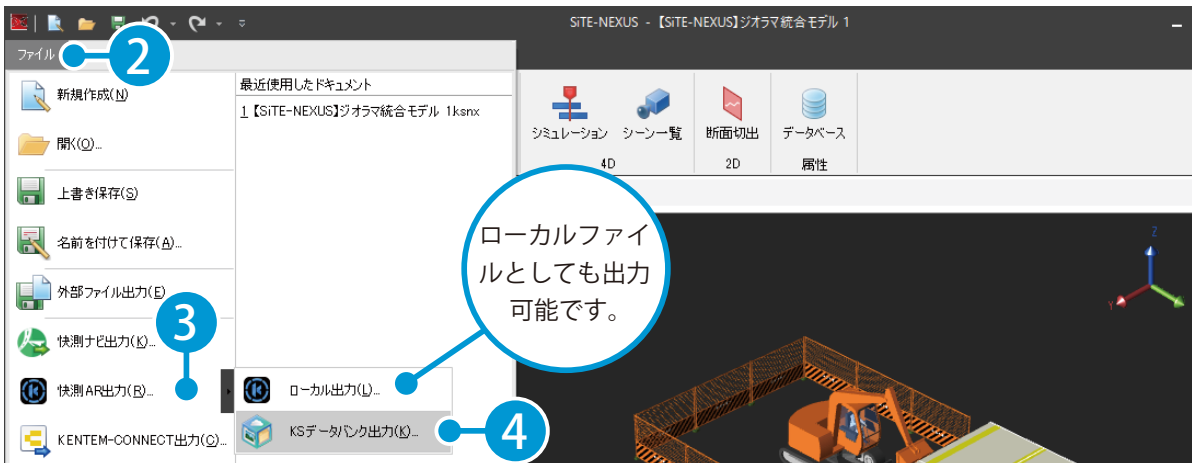 SiTE-NEXUS - 【SiTE-NEXUS】ジオラマ統合モデル 1
ファイル
2
新規作成(N)
開く(O)...
上書き保存(S)
名前を付けて保存(A)...
外部ファイル出力(E)
3
快測ナビ出力(K)...
快測AR出力(R)...
KENTEM-CONNECT出力(C)...
最近使用したドキュメント
1 【SiTE-NEXUS】ジオラマ統合モデル 1ksnx
ローカル出力(L)...
KSデータバンク出力(K)...
4
ローカルファイ
ルとしても出力
可能です。
シミュレーション シーン一覧 断面切出 データベース
4D 2D 属性
Z
Y